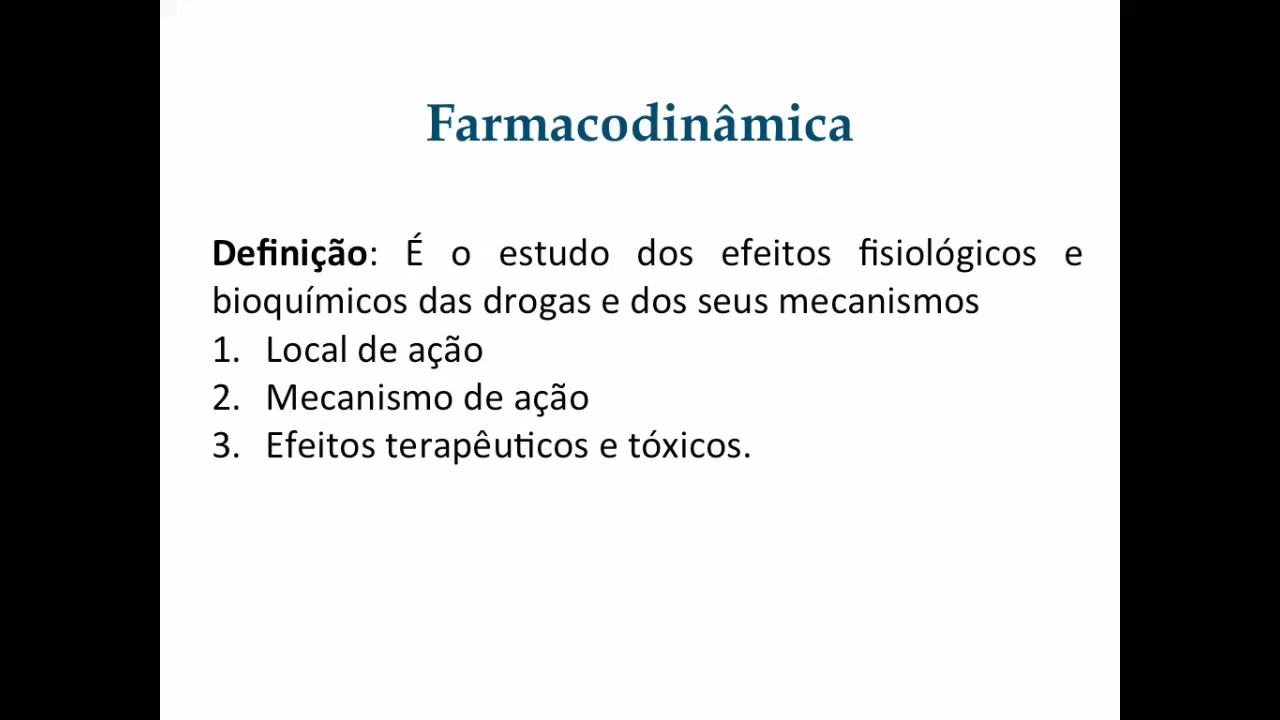 Farmacodinâmica
Definição: É o estudo dos efeitos fisiológicos e
bioquímicos das drogas e dos seus mecanismos
1. Local de ação
2. Mecanismo de ação
3. Efeitos terapêuticos e tóxicos.